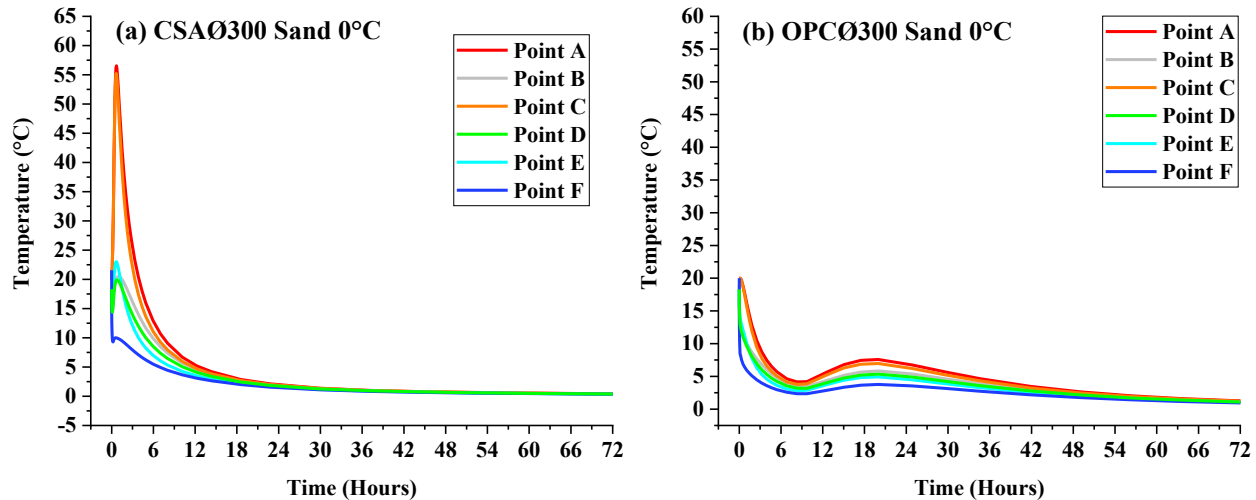 (a) CSAØ300 Sand 0°C
Point A
Point B
Point C
Point D
Point E
Point F
Temperature (°C)
65
60
55
50
45
40
35
30
25
20
15
10
5
0
-5
0 6 12 18 24 30 36 42 48 54 60 66 72
Time (Hours)
(b) OPCØ300 Sand 0°C
Point A
Point B
Point C
Point D
Point E
Point F
Temperature (°C)
60
55
50
45
40
35
30
25
20
15
10
5
0
0 6 12 18 24 30 36 42 48 54 60 66 72
Time (Hours)